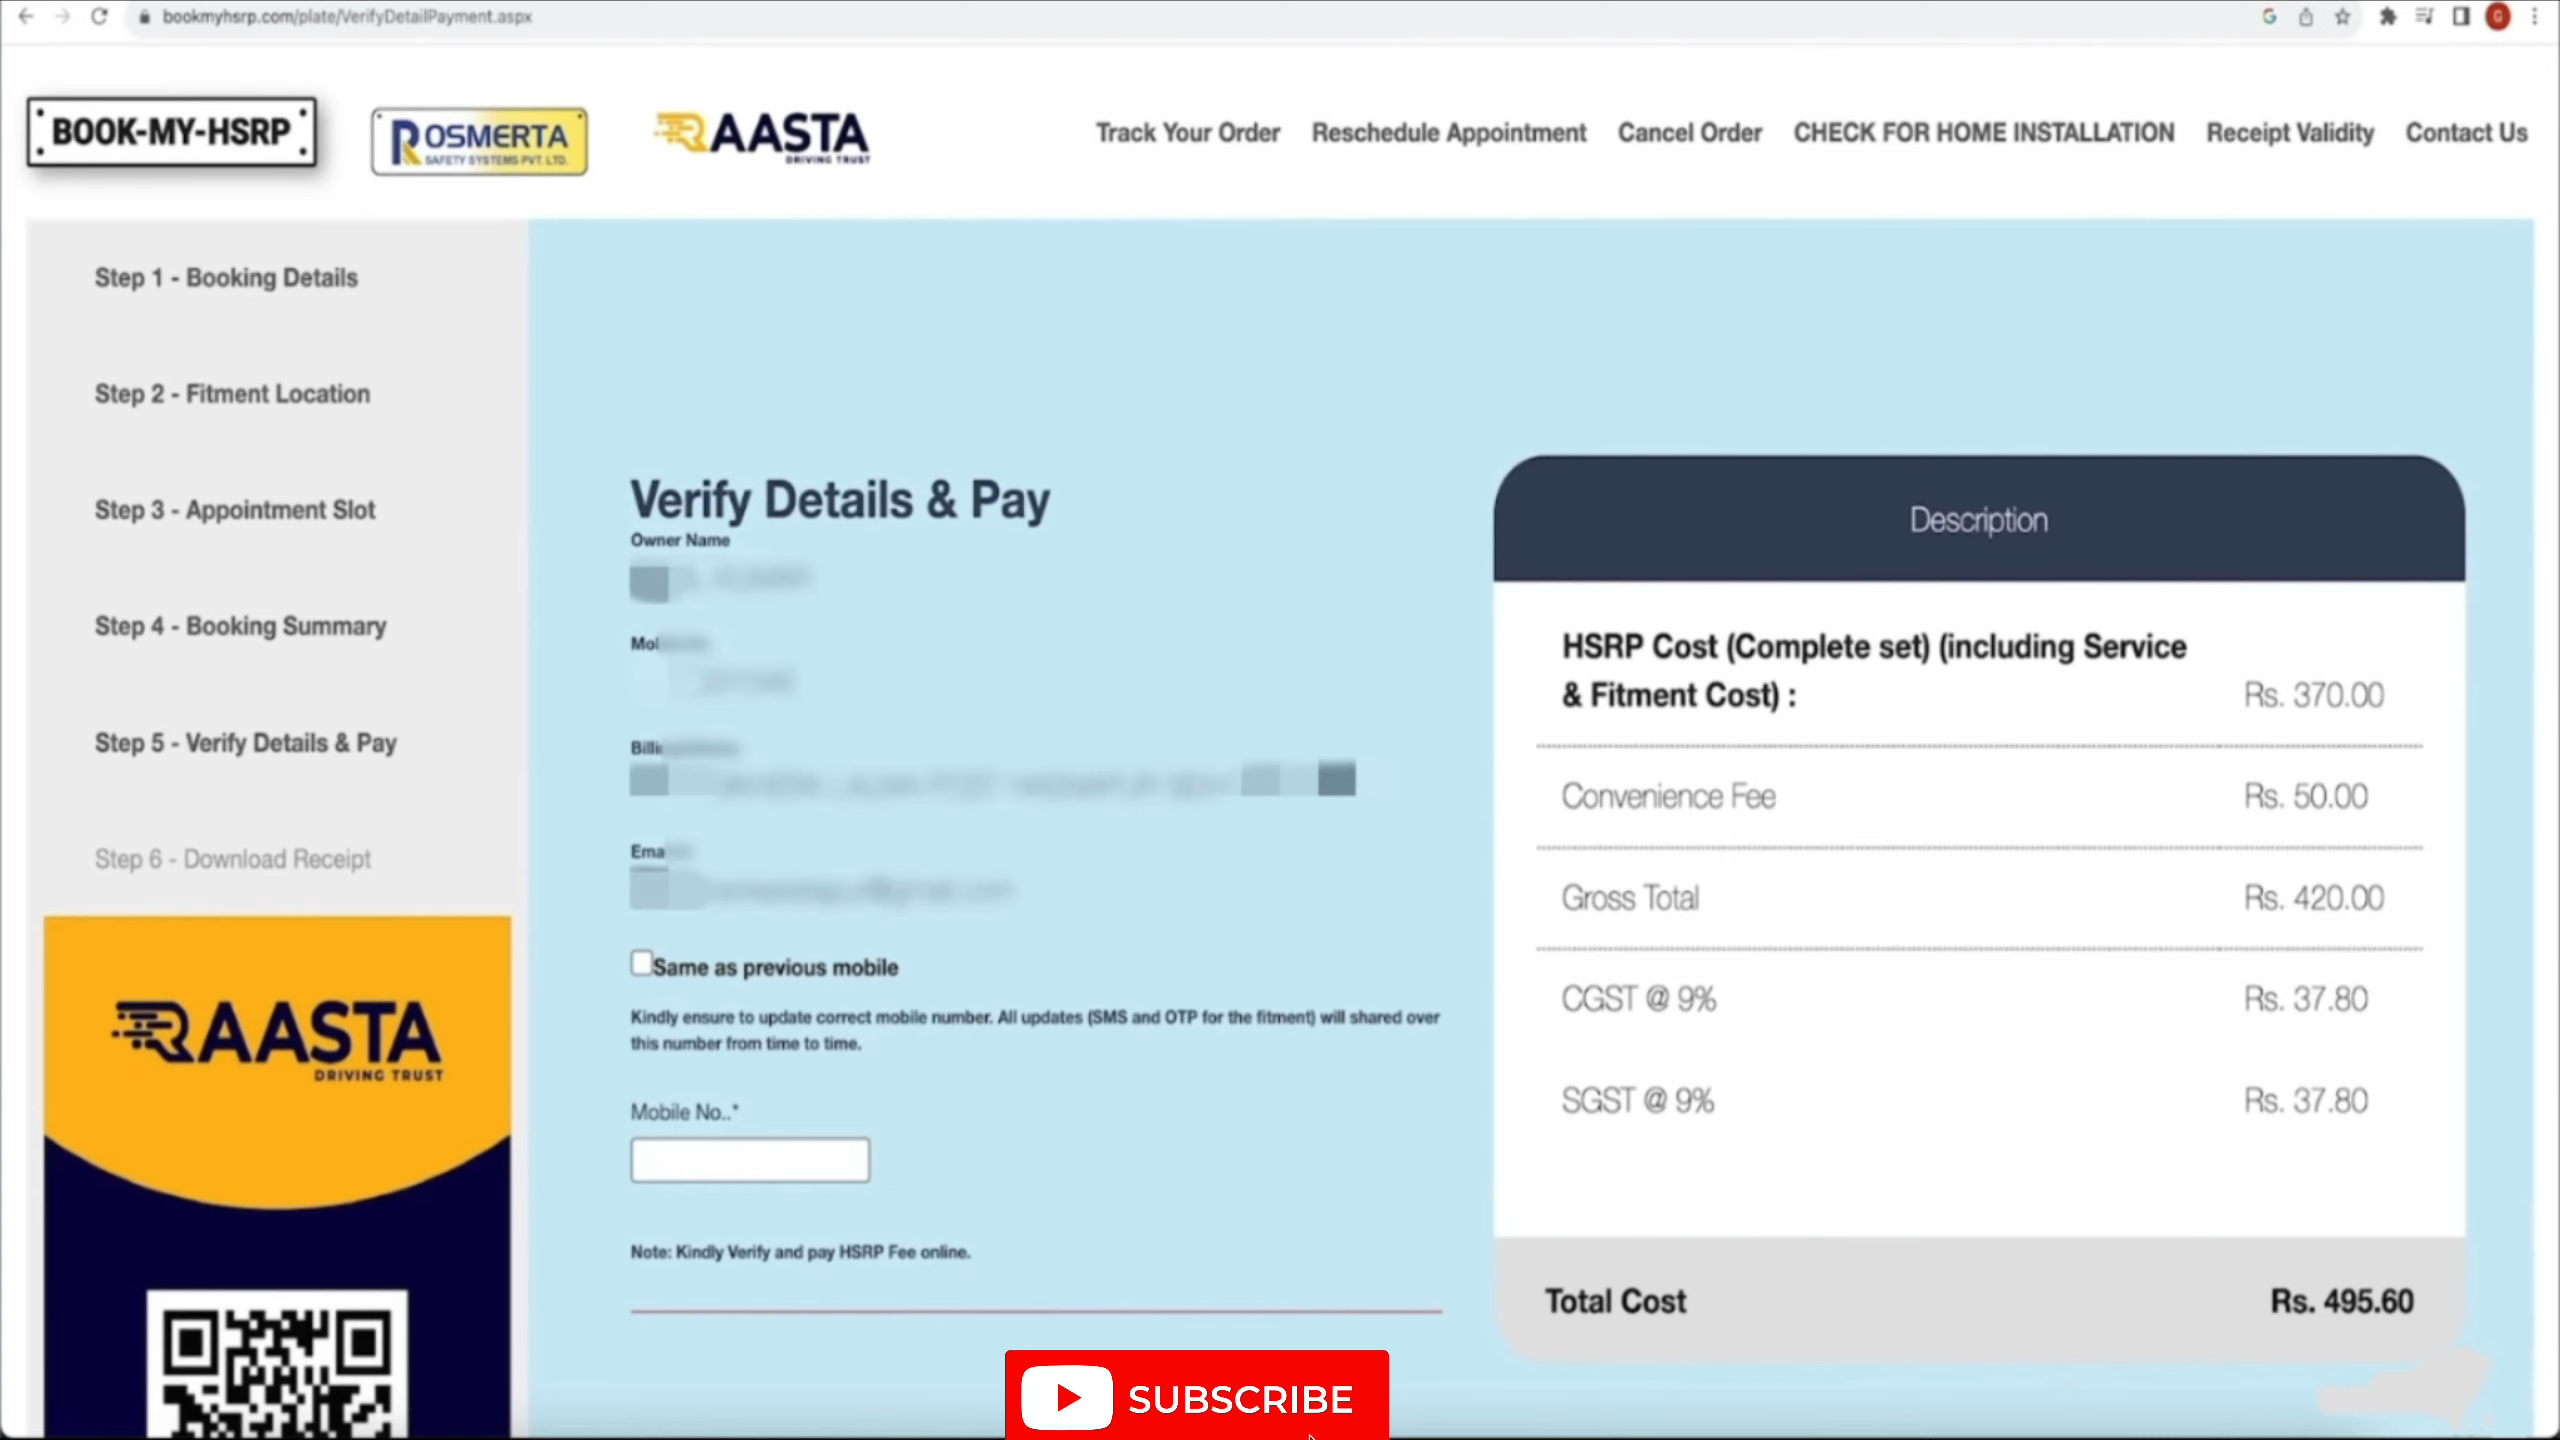 bookmyhsrp.com/plate/VerifyDetailPayment.aspx
G
BOOK-MY-HSRP
ROSMERTA
SAFETY SYSTEMS PVT. LTD.
RAASTA
DRIVING TRUST
Track Your Order
Reschedule Appointment
Cancel Order
CHECK FOR HOME INSTALLATION
Receipt Validity
Contact Us
Step 1 - Booking Details
Step 2 - Fitment Location
Step 3 - Appointment Slot
Step 4 - Booking Summary
Step 5 - Verify Details & Pay
Step 6 - Download Receipt
RAASTA
DRIVING TRUST
Verify Details & Pay
Owner Name
Same as previous mobile
Kindly ensure to update correct mobile number. All updates (SMS and OTP for the fitment) will shared over
this number from time to time.
Mobile No..*
Note: Kindly Verify and pay HSRP Fee online.
Description
HSRP Cost (Complete set) (including Service
& Fitment Cost) : Rs. 370.00
Convenience Fee Rs. 50.00
Gross Total Rs. 420.00
CGST @ 9% Rs. 37.80
SGST @ 9% Rs. 37.80
Total Cost Rs. 495.60
SUBSCRIBE